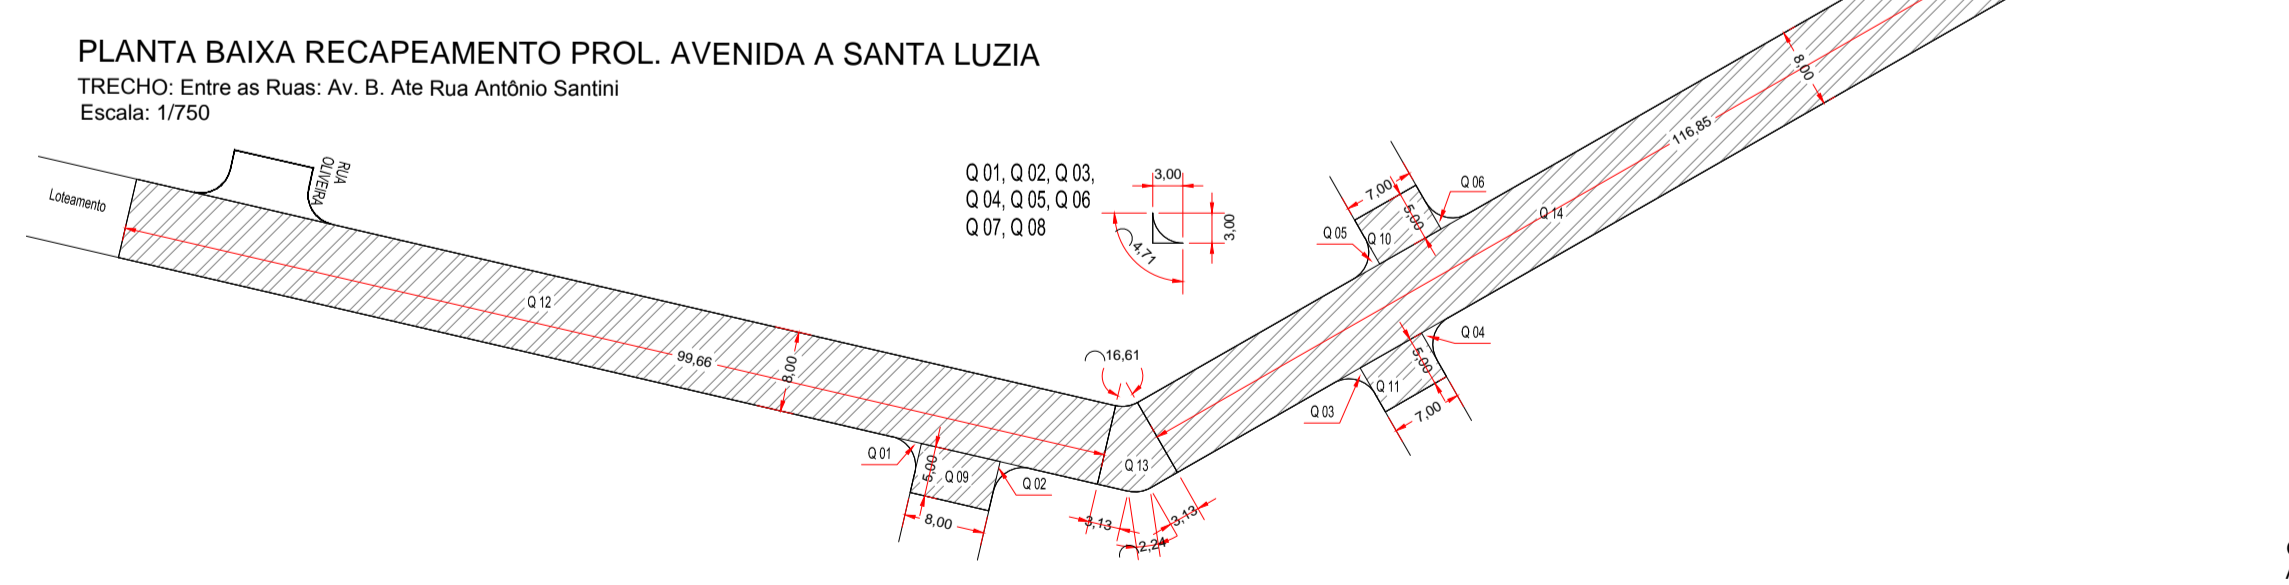 PLANTA BAIXA RECAPEAMENTO PROL. AVENIDA A SANTA LUZIA
TRECHO: Entre as Ruas: Av. B. Ate Rua Antônio Santini
Escala: 1/750
Loteamento
RUA
OLIVEIRA
Q 12
99,66
8,00
Q 01
5,00
Q 09
Q 02
8,00
Q 01, Q 02, Q 03,
Q 04, Q 05, Q 06
Q 07, Q 08
3,00
3,00
4,71
16,61
Q 13
3,13
2,24
3,13
Q 05
Q 10
7,00
5,00
Q 06
Q 14
116,85
8,00
Q 03
Q 11
5,00
7,00
Q 04